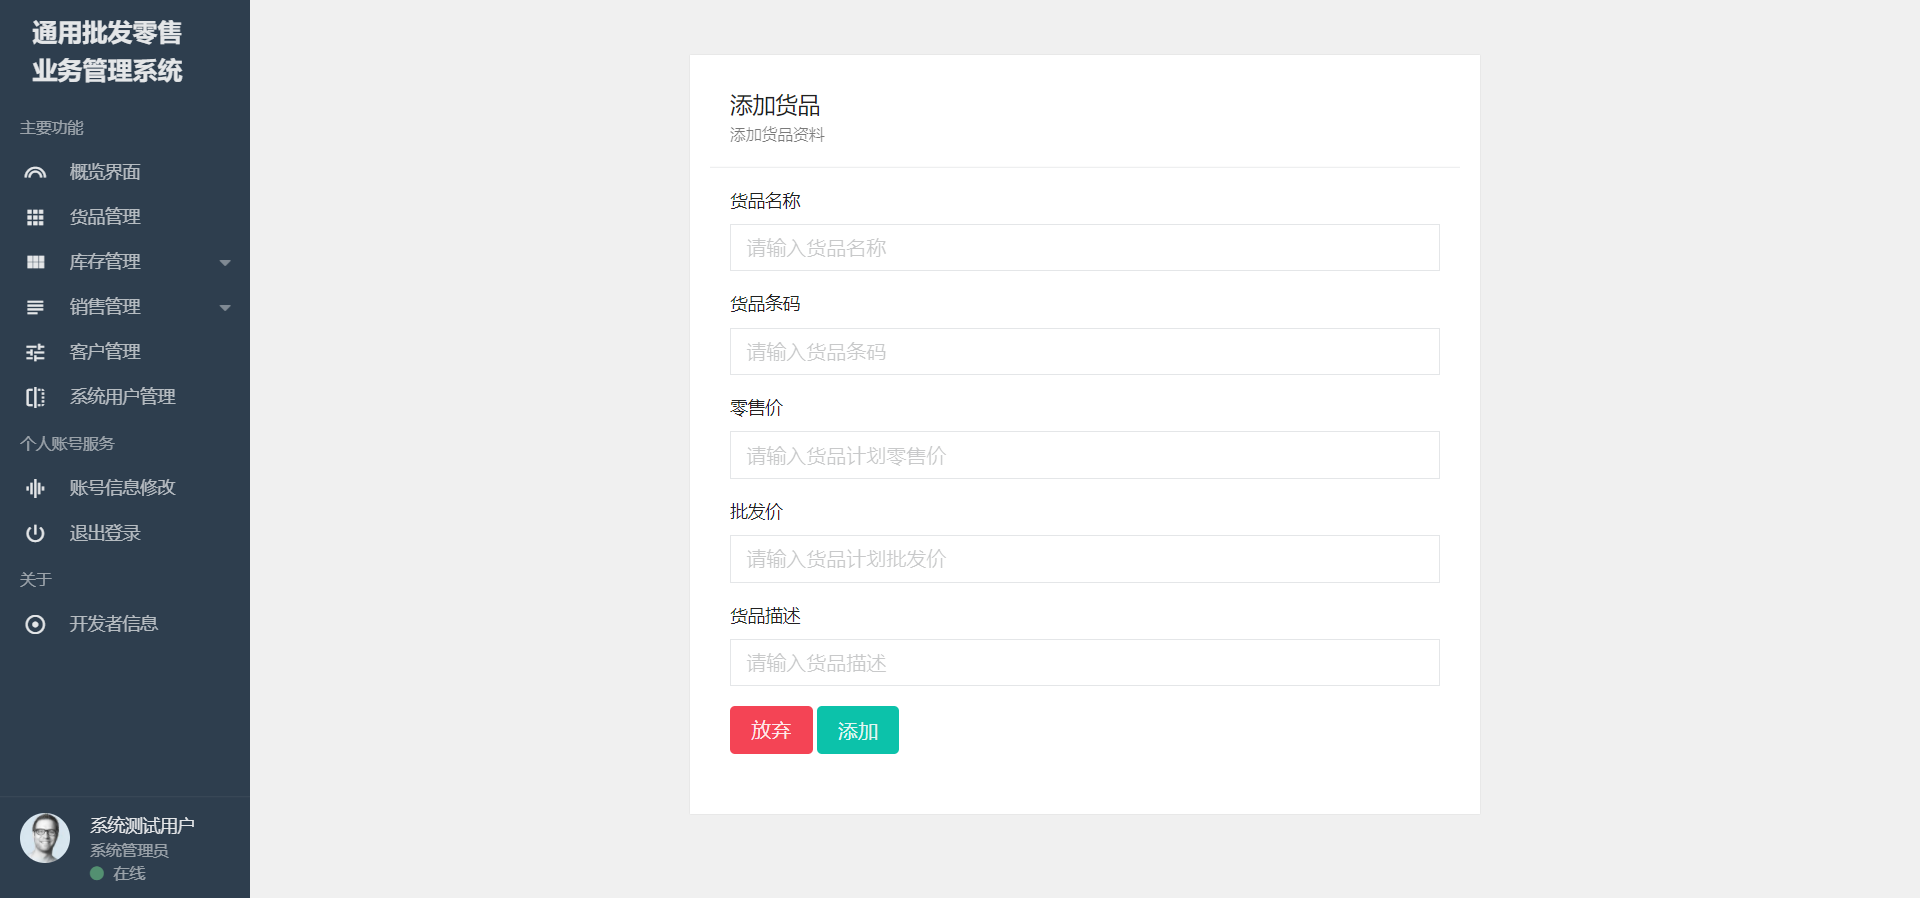 通用批发零售
业务管理系统
主要功能
概览界面
货品管理
库存管理
销售管理
客户管理
系统用户管理
个人账号服务
账号信息修改
退出登录
关于
开发者信息
系统测试用户
系统管理员
在线
添加货品
添加货品资料
货品名称
请输入货品名称
货品条码
请输入货品条码
零售价
请输入货品计划零售价
批发价
请输入货品计划批发价
货品描述
请输入货品描述
放弃 添加